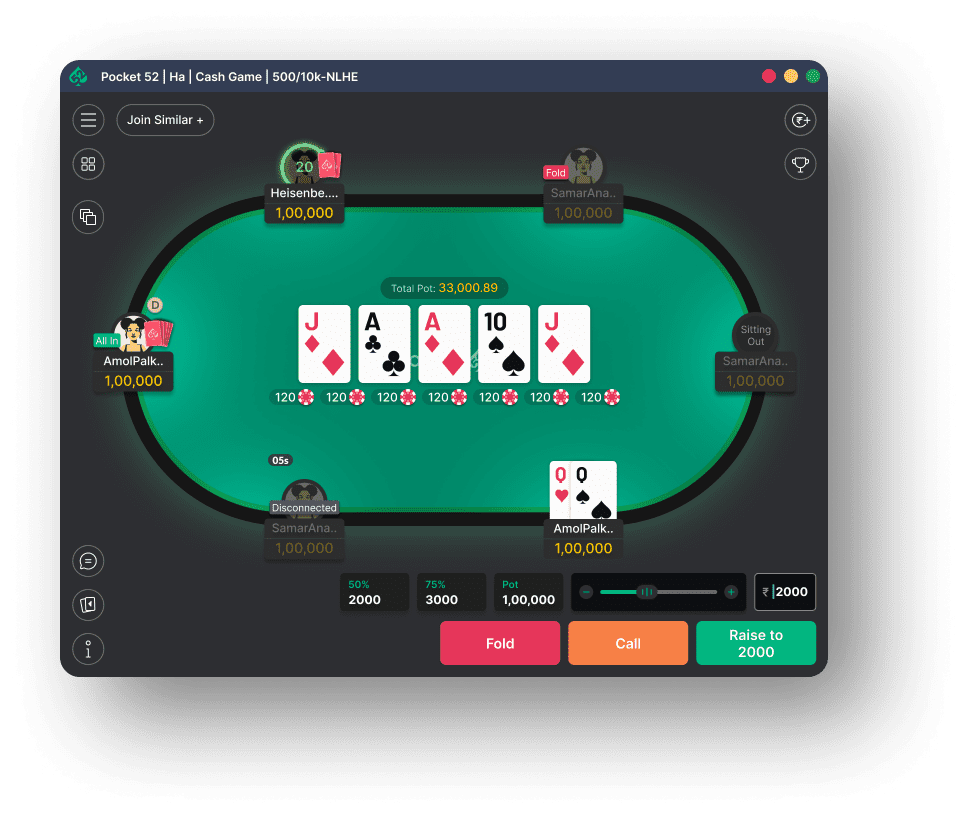 Pocket 52 | Ha | Cash Game | 500/10k-NLHE
Join Similar +
₹+
20
Heisenbe....
1,00,000
Fold
SamarAna..
1,00,000
D
All In
AmolPalk..
1,00,000
Total Pot: 33,000.89
J A A 10 J
120 120 120 120 120 120 120
Sitting
Out
SamarAna..
1,00,000
05s
Disconnected
SamarAna..
1,00,000
Q Q
AmolPalk..
1,00,000
50%
2000
75%
3000
Pot
1,00,000
₹ 2000
Fold
Call
Raise to
2000